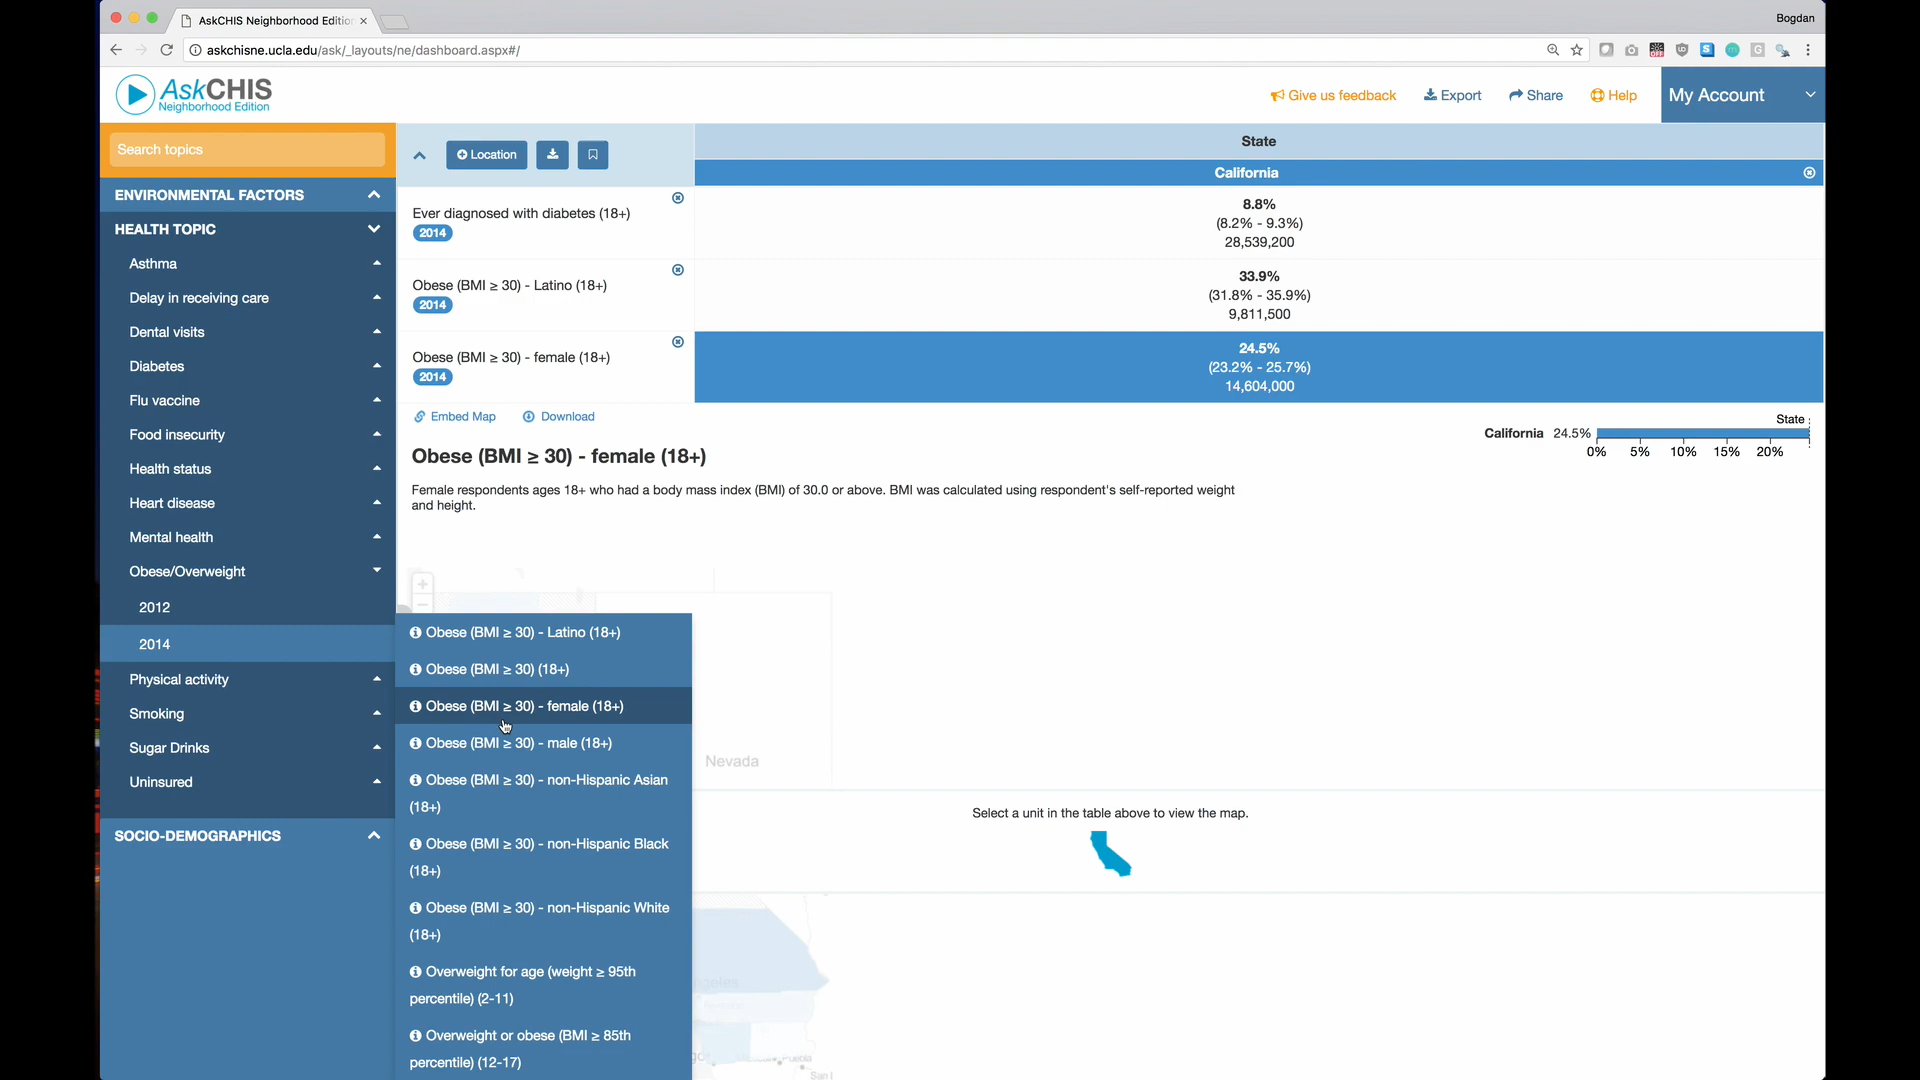 AskCHIS Neighborhood Edition
Bogdan
askchisne.ucla.edu/ask/_layouts/ne/dashboard.aspx#/
AskCHIS
Neighborhood Edition
Give us feedback
Export
Share
Help
My Account
Search topics
ENVIRONMENTAL FACTORS
HEALTH TOPIC
Asthma
Delay in receiving care
Dental visits
Diabetes
Flu vaccine
Food insecurity
Health status
Heart disease
Mental health
Obese/Overweight
2012
2014
Physical activity
Smoking
Sugar Drinks
Uninsured
SOCIO-DEMOGRAPHICS
Location
State
California
Ever diagnosed with diabetes (18+)
2014
8.8%
(8.2% - 9.3%)
28,539,200
Obese (BMI ≥ 30) - Latino (18+)
2014
33.9%
(31.8% - 35.9%)
9,811,500
Obese (BMI ≥ 30) - female (18+)
2014
24.5%
(23.2% - 25.7%)
14,604,000
Embed Map
Download
State
California 24.5%
0% 5% 10% 15% 20%
Obese (BMI ≥ 30) - female (18+)
Female respondents ages 18+ who had a body mass index (BMI) of 30.0 or above. BMI was calculated using respondent's self-reported weight
and height.
Obese (BMI ≥ 30) - Latino (18+)
Obese (BMI ≥ 30) (18+)
Obese (BMI ≥ 30) - female (18+)
Obese (BMI ≥ 30) - male (18+)
Obese (BMI ≥ 30) - non-Hispanic Asian
(18+)
Obese (BMI ≥ 30) - non-Hispanic Black
(18+)
Obese (BMI ≥ 30) - non-Hispanic White
(18+)
Overweight for age (weight ≥ 95th
percentile) (2-11)
Overweight or obese (BMI ≥ 85th
percentile) (12-17)
Nevada
Select a unit in the table above to view the map.